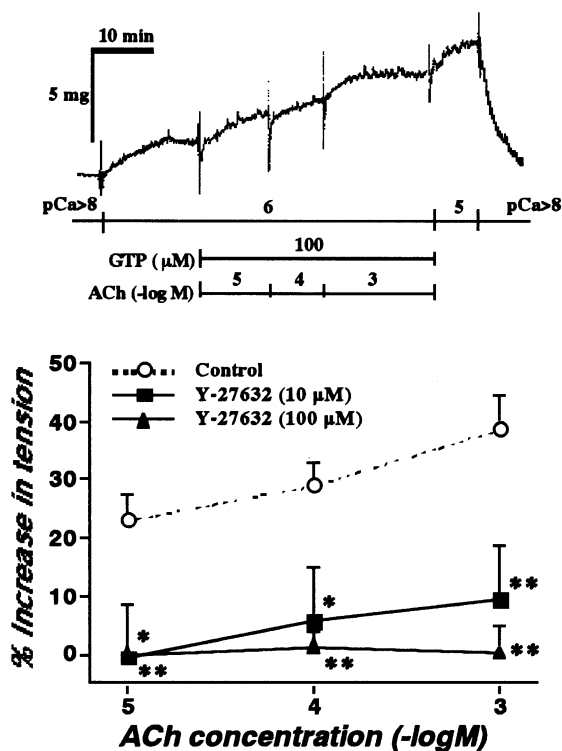 10 min
5 mg
pCa>8 6 5 pCa>8
GTP (μM) 100
ACh (-log M) 5 4 3
50
40
30
20
10
0
% Increase in tension
Control
Y-27632 (10 μM)
Y-27632 (100 μM)
*
**
*
**
**
**
5 4 3
ACh concentration (-logM)